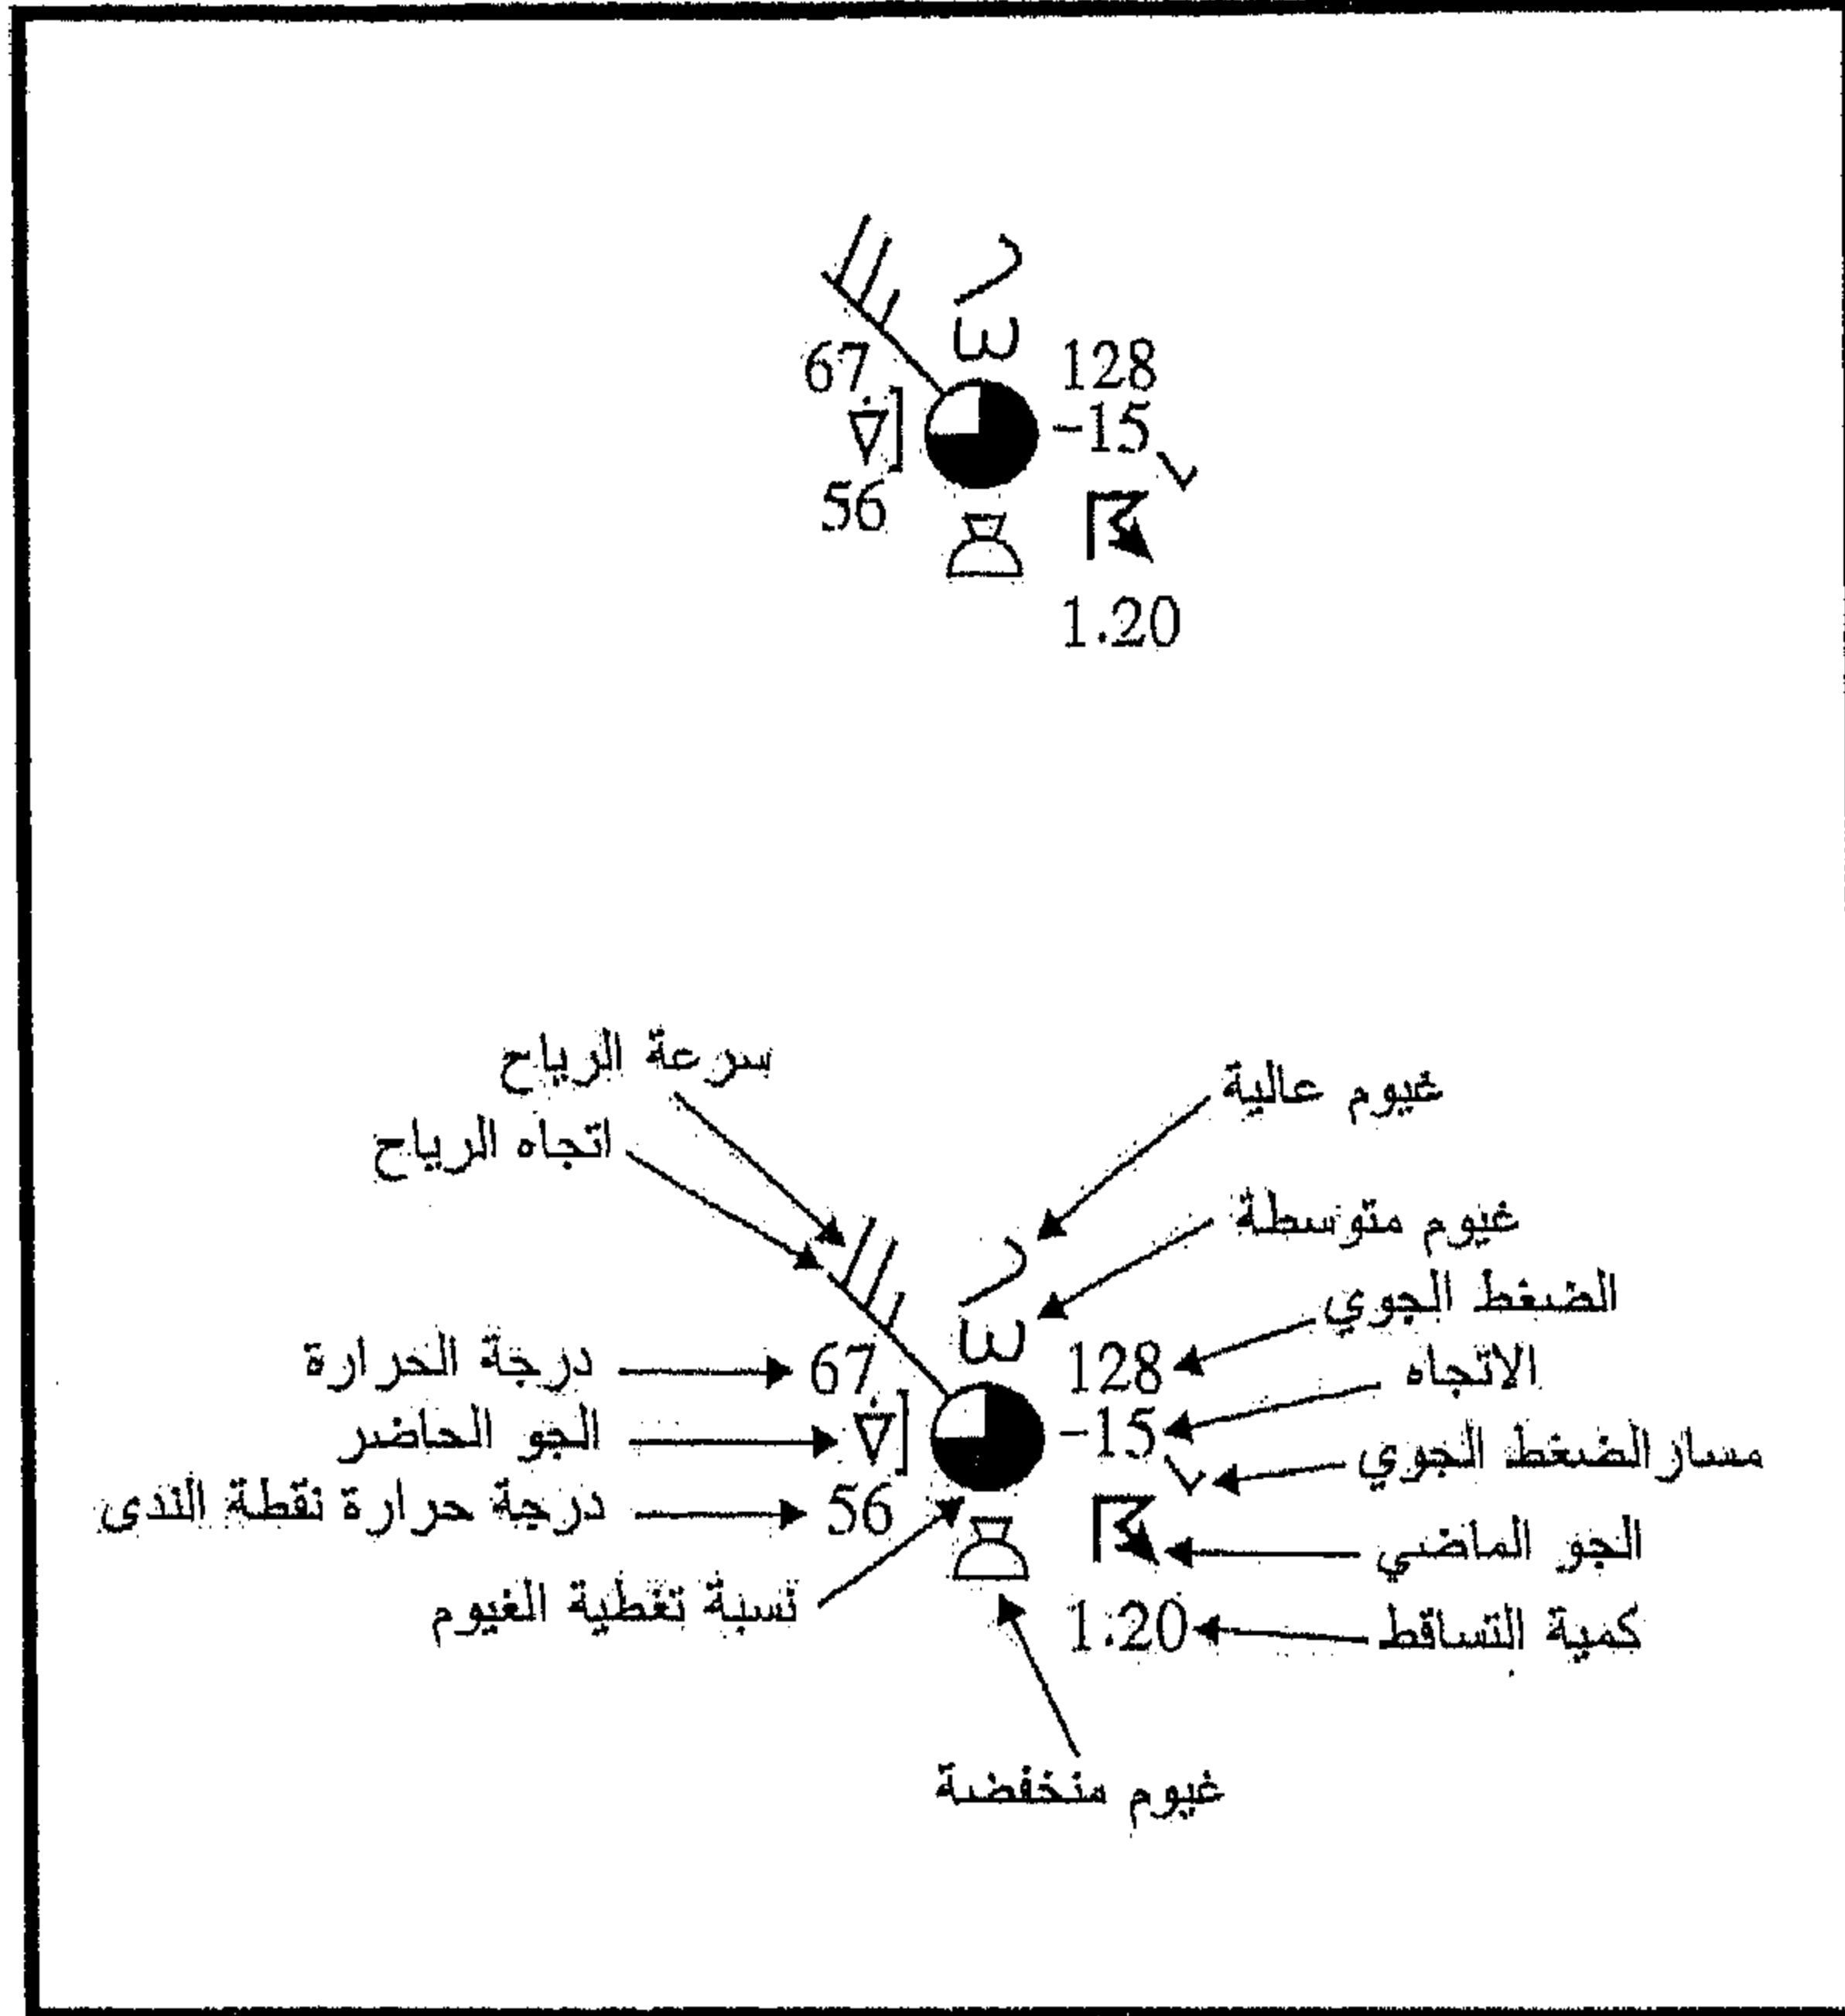 67
128
-15
56
1.20
سرعة الرياح
اتجاه الرياح
غيوم عالية
غيوم متوسطة
الضغط الجوي
128
الاتجاه
-15
مسار الضغط الجوي
الجو الماضي
كمية التساقط
1.20
درجة الحرارة
67
الجو الحاضر
درجة حرارة نقطة الندى
56
نسبة تغطية الغيوم
غيوم منخفضة